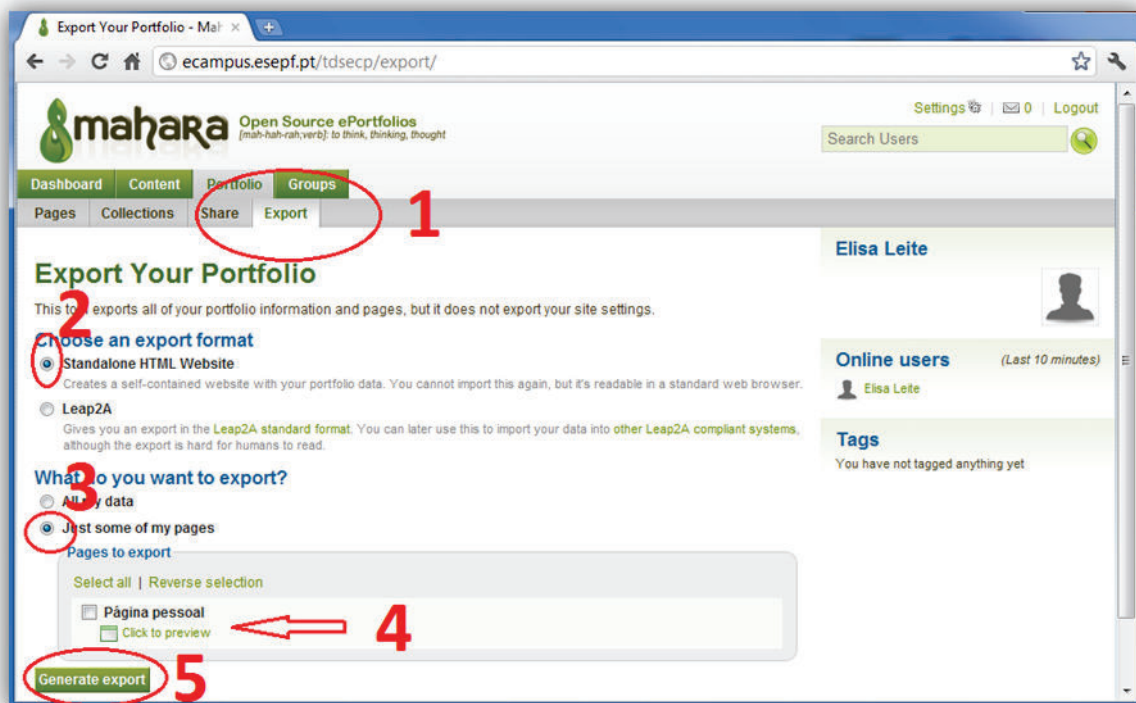 Export Your Portfolio - Mah
ecampus.esepf.pt/tdsecp/export/
mahara Open Source ePortfolios
[mah-hah-rah;verb]: to think, thinking, thought
Settings | 0 | Logout
Search Users
Dashboard Content Portfolio Groups
Pages Collections Share Export
1
Export Your Portfolio
This tool exports all of your portfolio information and pages, but it does not export your site settings.
2
Choose an export format
Standalone HTML Website
Creates a self-contained website with your portfolio data. You cannot import this again, but it's readable in a standard web browser.
Leap2A
Gives you an export in the Leap2A standard format. You can later use this to import your data into other Leap2A compliant systems,
although the export is hard for humans to read.
What do you want to export?
3
All my data
Just some of my pages
Pages to export
Select all | Reverse selection
Página pessoal
Click to preview
4
Generate export
5
Elisa Leite
Online users (Last 10 minutes)
Elisa Leite
Tags
You have not tagged anything yet